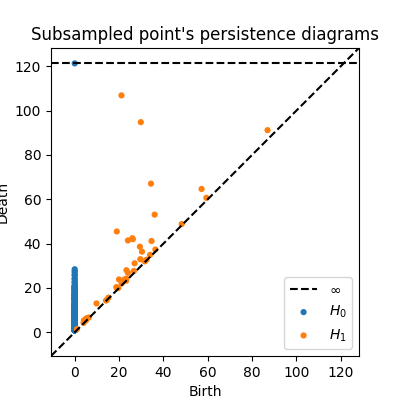 Subsampled point's persistence diagrams
120
100
80
60
40
20
0
Death
∞
H₀
H₁
0 20 40 60 80 100 120
Birth